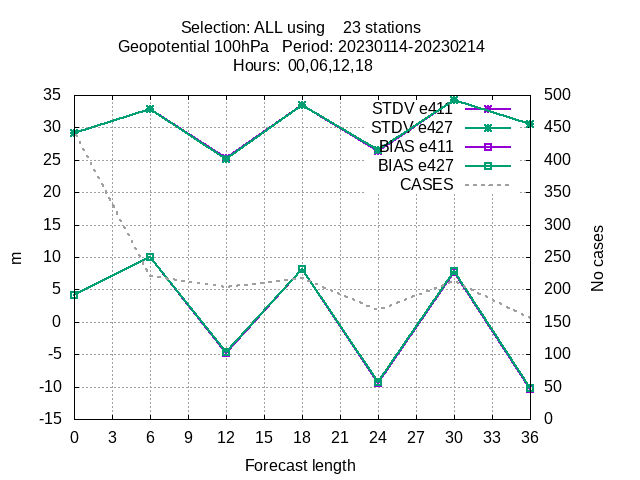 Selection: ALL using    23 stations
Geopotential 100hPa   Period: 20230114-20230214
Hours:  00,06,12,18
STDV e411
STDV e427
BIAS e411
BIAS e427
CASES
35
30
25
20
15
10
5
0
-5
-10
-15
500
450
400
350
300
250
200
150
100
50
0
m
No cases
0 3 6 9 12 15 18 21 24 27 30 33 36
Forecast length